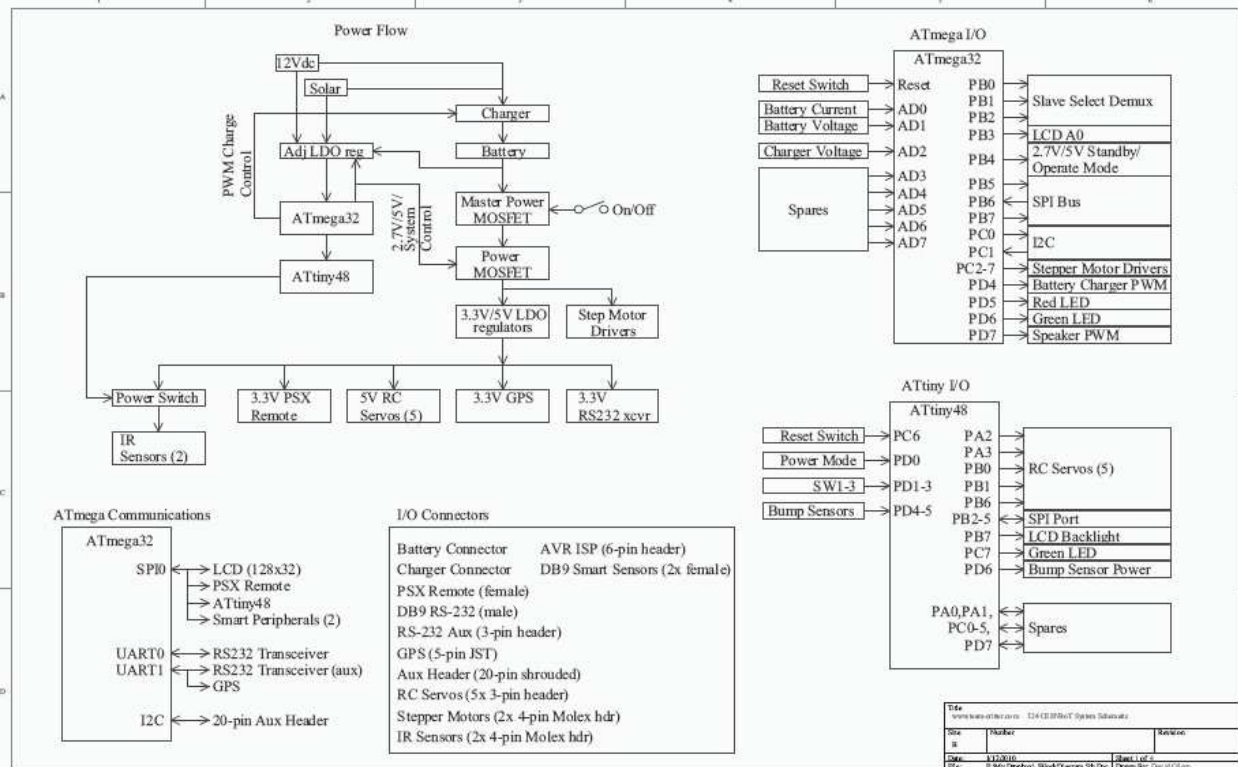 Power Flow
12Vdc
Solar
Charger
Adj LDO reg
Battery
PWM Charge
Control
ATmega32
Master Power
MOSFET
On/Off
2.7V/5V/
System
Control
ATtiny48
Power
MOSFET
3.3V/5V LDO
regulators
Step Motor
Drivers
Power Switch
3.3V PSX
Remote
5V RC
Servos (5)
3.3V GPS
3.3V
RS232 xcvr
IR
Sensors (2)
ATmega I/O
ATmega32
Reset Switch
Reset
PB0
PB1
Slave Select Demux
Battery Current
AD0
PB2
Battery Voltage
AD1
PB3
LCD A0
Charger Voltage
AD2
PB4
2.7V/5V Standby/
Operate Mode
AD3
PB5
AD4
PB6
SPI Bus
Spares
AD5
PB7
AD6
PC0
AD7
PC1
I2C
PC2-7
Stepper Motor Drivers
PD4
Battery Charger PWM
PD5
Red LED
PD6
Green LED
PD7
Speaker PWM
ATtiny I/O
ATtiny48
Reset Switch
PC6
PA2
PA3
Power Mode
PD0
PB0
RC Servos (5)
SW1-3
PD1-3
PB1
PB6
Bump Sensors
PD4-5
PB2-5
SPI Port
PB7
LCD Backlight
PC7
Green LED
PD6
Bump Sensor Power
PA0,PA1,
PC0-5,
Spares
PD7
ATmega Communications
ATmega32
SPI0
LCD (128x32)
PSX Remote
ATtiny48
Smart Peripherals (2)
UART0
RS232 Transceiver
UART1
RS232 Transceiver (aux)
GPS
I2C
20-pin Aux Header
I/O Connectors
Battery Connector AVR ISP (6-pin header)
Charger Connector DB9 Smart Sensors (2x female)
PSX Remote (female)
DB9 RS-232 (male)
RS-232 Aux (3-pin header)
GPS (5-pin JST)
Aux Header (20-pin shrouded)
RC Servos (5x 3-pin header)
Stepper Motors (2x 4-pin Molex hdr)
IR Sensors (2x 4-pin Molex hdr)
Title
System Schematic
Size
B
Number
Revision
Date:
Sheet 1 of
File: